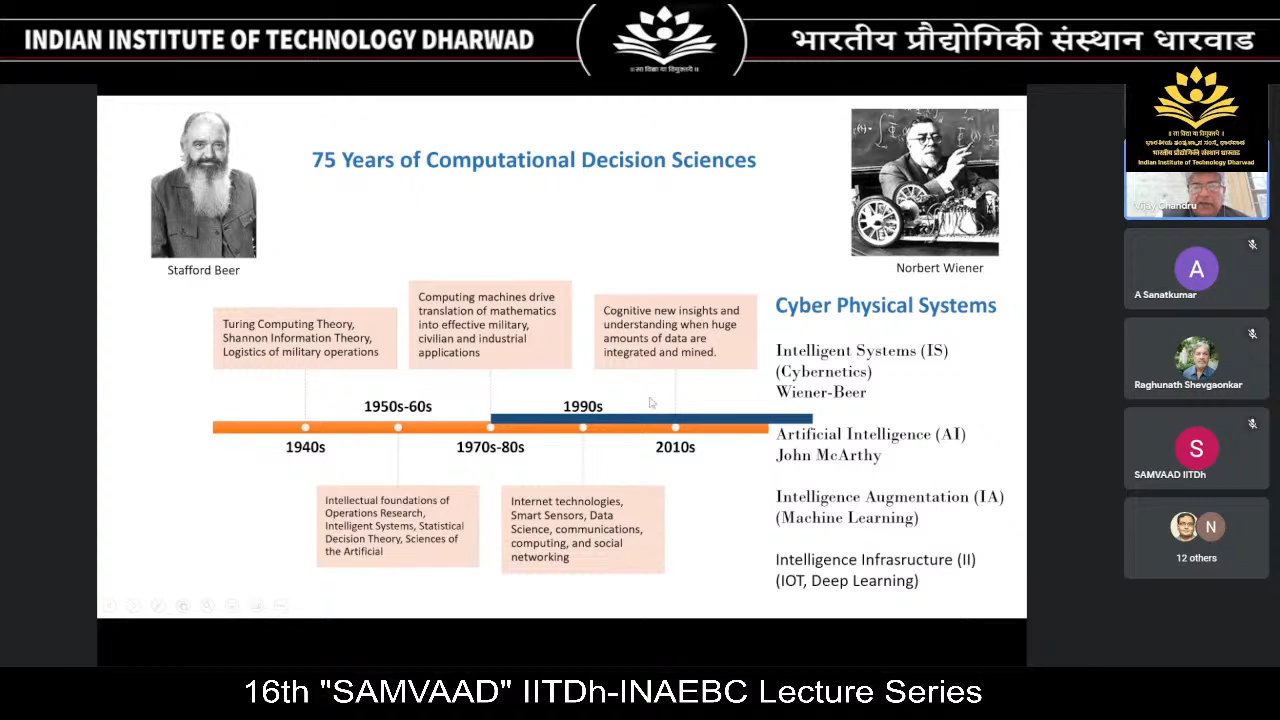 INDIAN INSTITUTE OF TECHNOLOGY DHARWAD
भारतीय प्रौद्योगिकी संस्थान धारवाड
75 Years of Computational Decision Sciences
Stafford Beer
Norbert Wiener
Turing Computing Theory,
Shannon Information Theory,
Logistics of military operations
Computing machines drive
translation of mathematics
into effective military,
civilian and industrial
applications
Cognitive new insights and
understanding when huge
amounts of data are
integrated and mined.
1950s-60s
1990s
1940s
1970s-80s
2010s
Intellectual foundations of
Operations Research,
Intelligent Systems, Statistical
Decision Theory, Sciences of
the Artificial
Internet technologies,
Smart Sensors, Data
Science, communications,
computing, and social
networking
Cyber Physical Systems
Intelligent Systems (IS)
(Cybernetics)
Wiener-Beer
Artificial Intelligence (AI)
John McArthy
Intelligence Augmentation (IA)
(Machine Learning)
Intelligence Infrasructure (II)
(IOT, Deep Learning)
भारतीय प्रौद्योगिकी संस्थान धारवाड
Indian Institute of Technology Dharwad
Vijay Chandru
A
A Sanatkumar
Raghunath Shevgaonkar
S
SAMVAAD IITDh
N
12 others
16th "SAMVAAD" IITDh-INAEBC Lecture Series